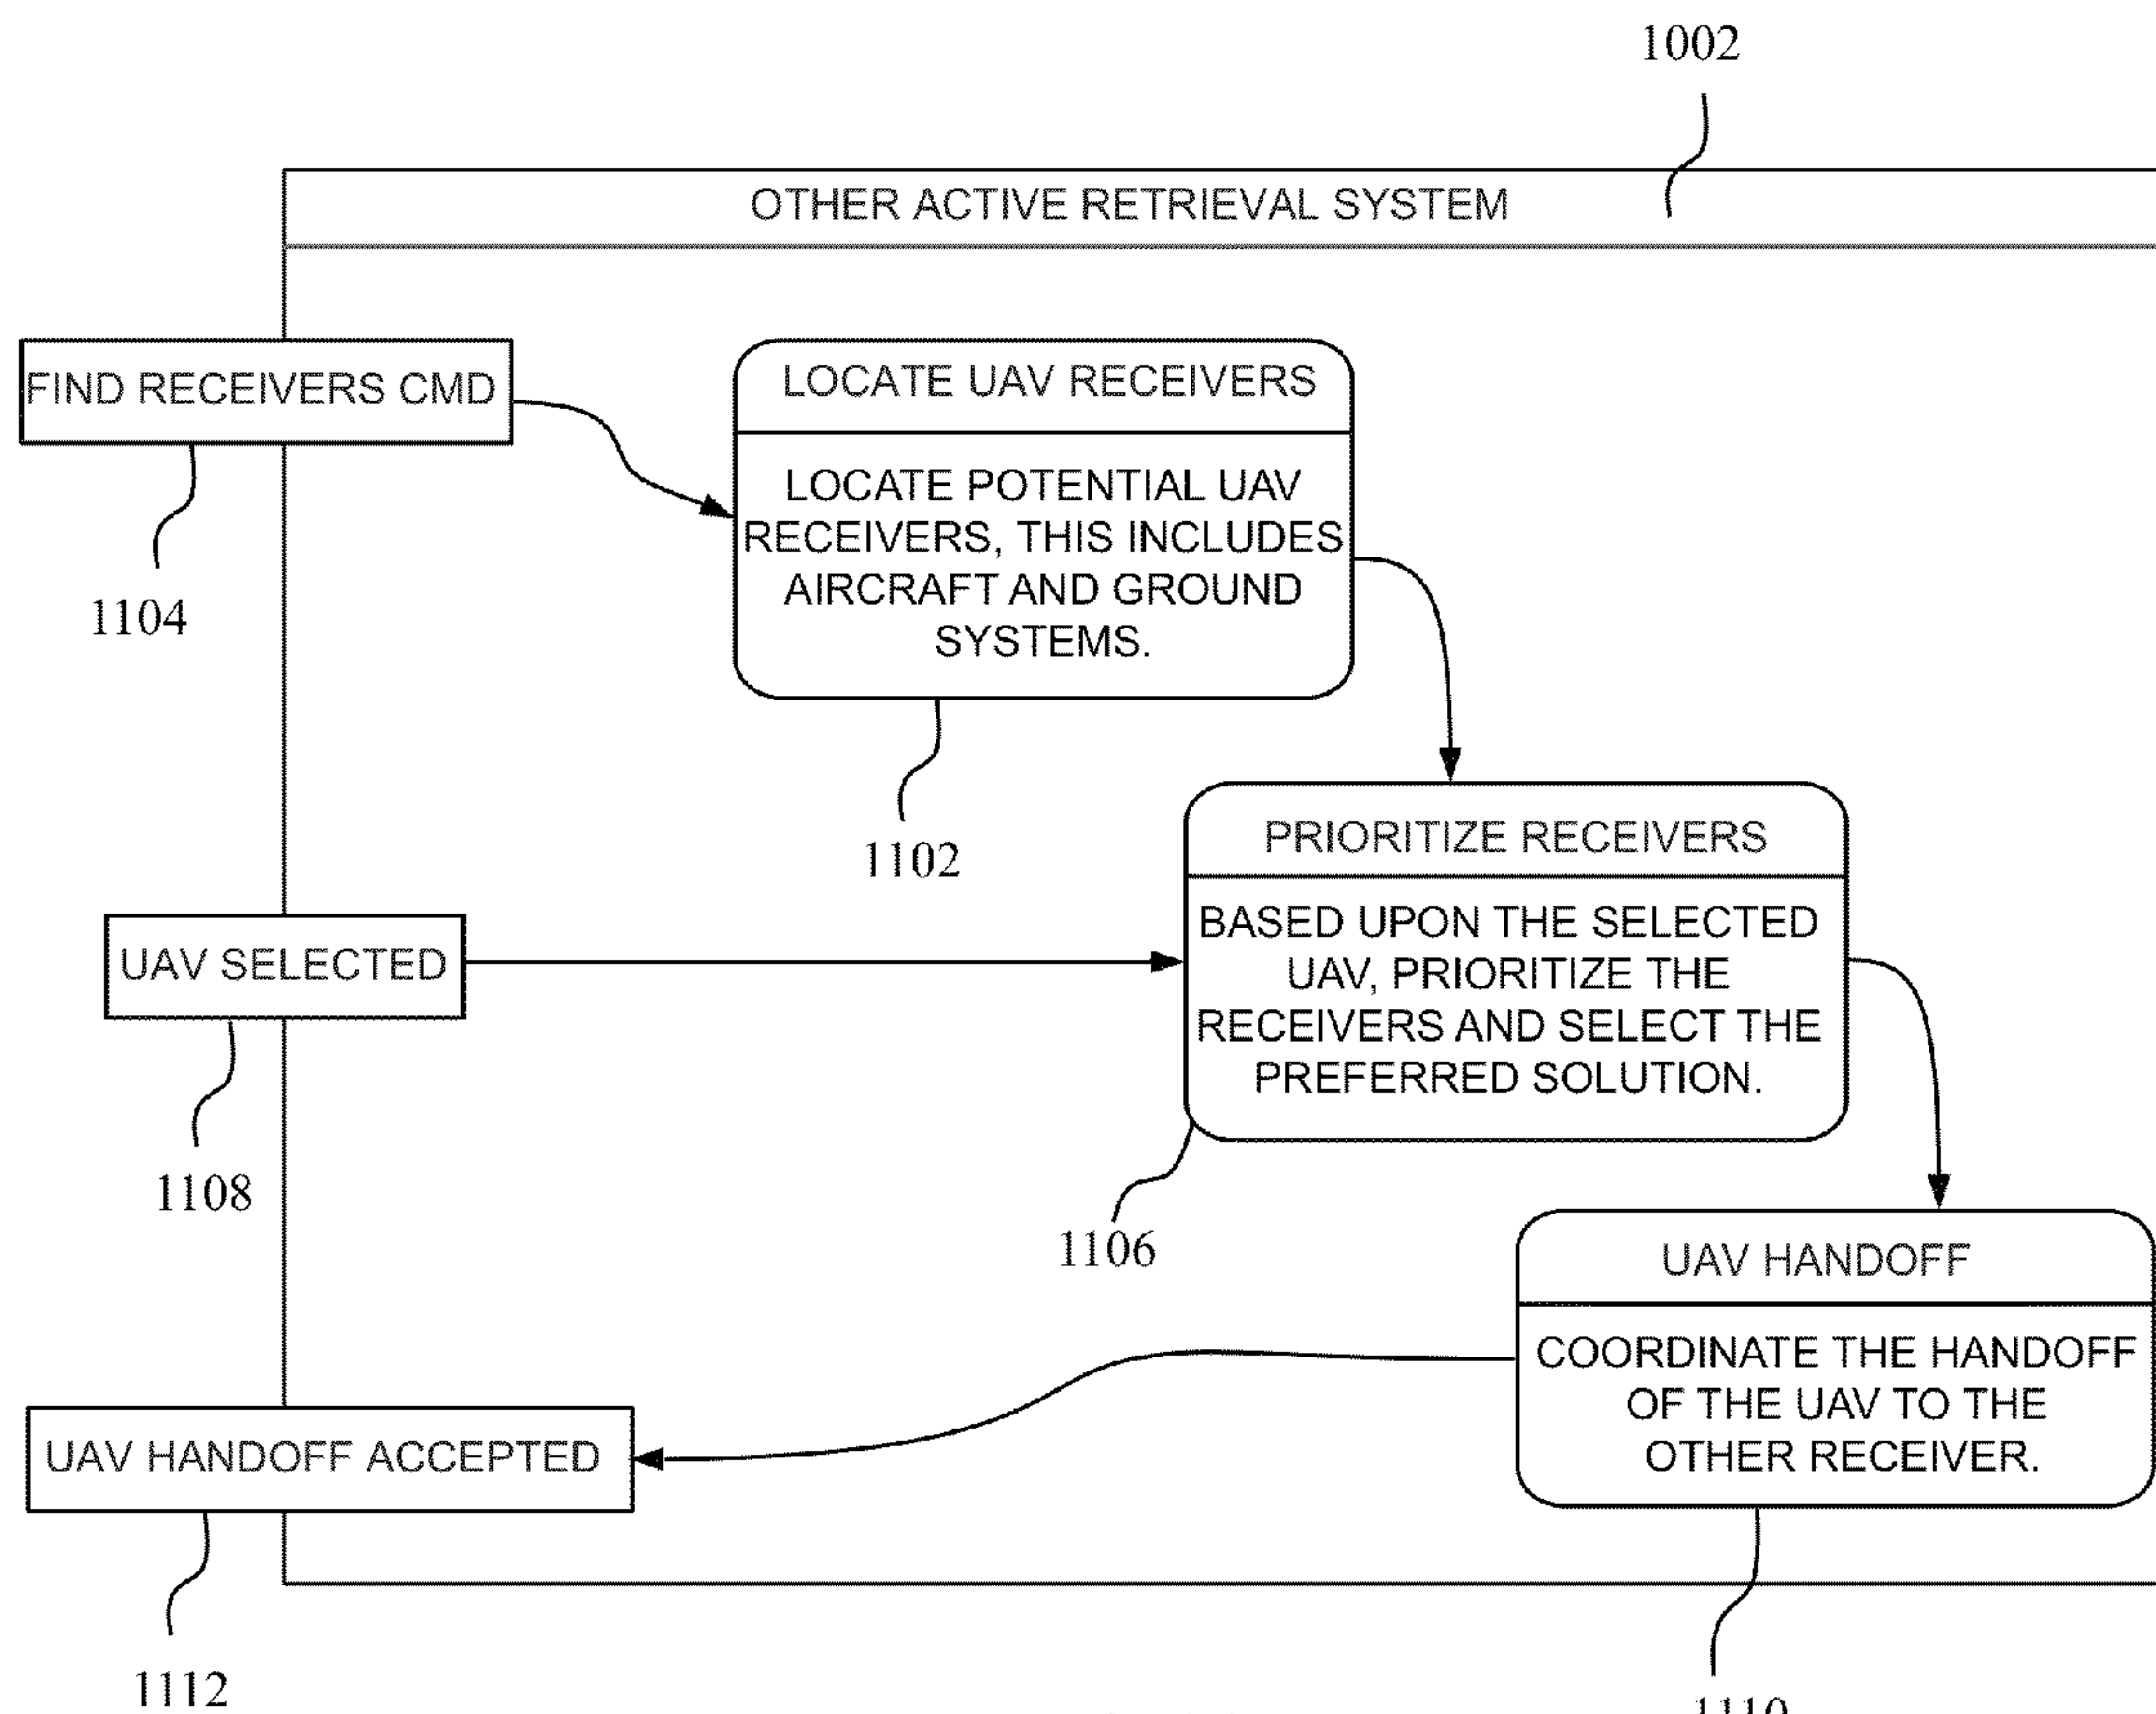 1002
OTHER ACTIVE RETRIEVAL SYSTEM
FIND RECEIVERS CMD
1104
LOCATE UAV RECEIVERS
LOCATE POTENTIAL UAV
RECEIVERS, THIS INCLUDES
AIRCRAFT AND GROUND
SYSTEMS.
1102
PRIORITIZE RECEIVERS
BASED UPON THE SELECTED
UAV, PRIORITIZE THE
RECEIVERS AND SELECT THE
PREFERRED SOLUTION.
1106
UAV SELECTED
1108
UAV HANDOFF
COORDINATE THE HANDOFF
OF THE UAV TO THE
OTHER RECEIVER.
1110
UAV HANDOFF ACCEPTED
1112